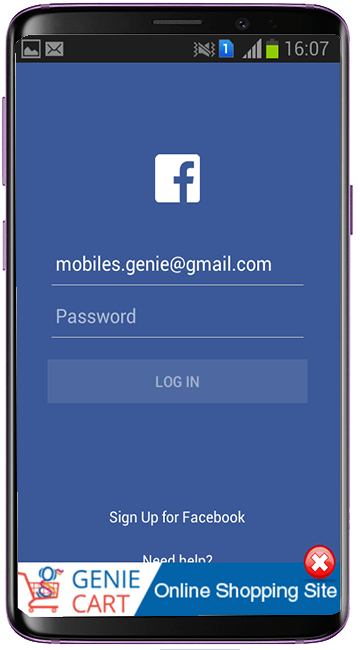 1 16:07
f
mobiles.genie@gmail.com
Password
LOG IN
Sign Up for Facebook
Need help?
GENIE
CART
Online Shopping Site